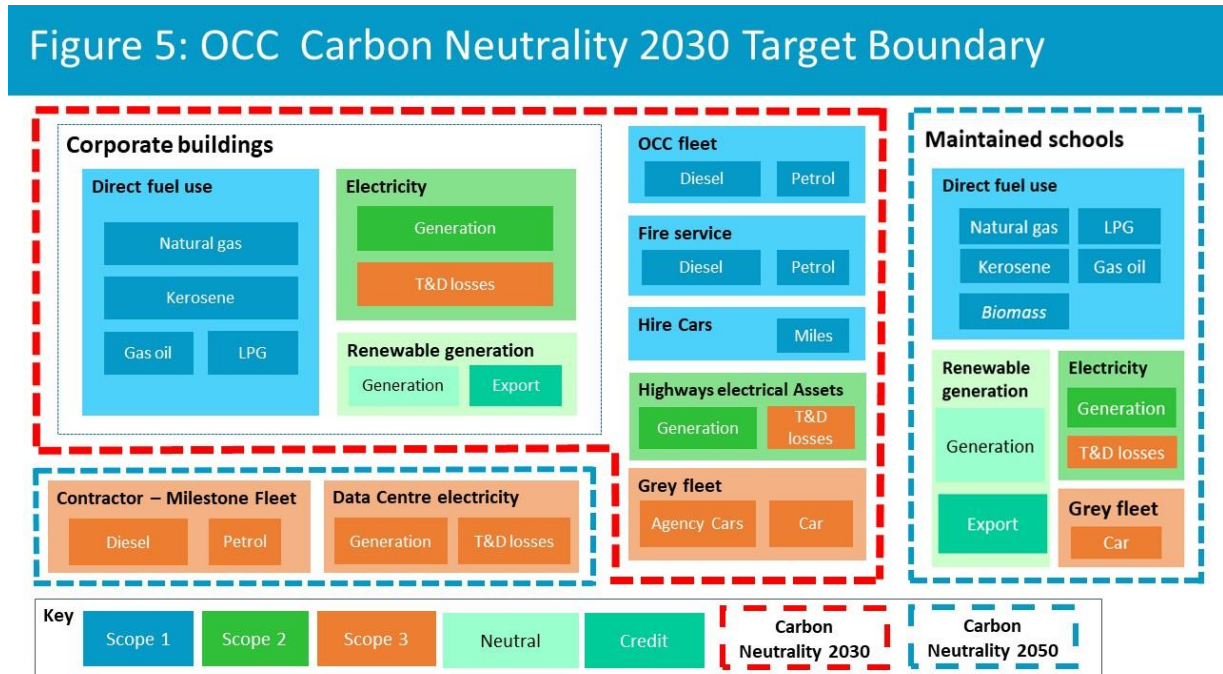 Figure 5: OCC  Carbon Neutrality 2030 Target Boundary
Corporate buildings
Direct fuel use
Natural gas
Kerosene
Gas oil
LPG
Electricity
Generation
T&D losses
Renewable generation
Generation
Export
OCC fleet
Diesel
Petrol
Fire service
Diesel
Petrol
Hire Cars
Miles
Highways electrical Assets
Generation
T&D
losses
Grey fleet
Agency Cars
Car
Contractor – Milestone Fleet
Diesel
Petrol
Data Centre electricity
Generation
T&D losses
Maintained schools
Direct fuel use
Natural gas
LPG
Kerosene
Gas oil
Biomass
Renewable
generation
Generation
Export
Electricity
Generation
T&D losses
Grey fleet
Car
Key
Scope 1
Scope 2
Scope 3
Neutral
Credit
Carbon
Neutrality 2030
Carbon
Neutrality 2050